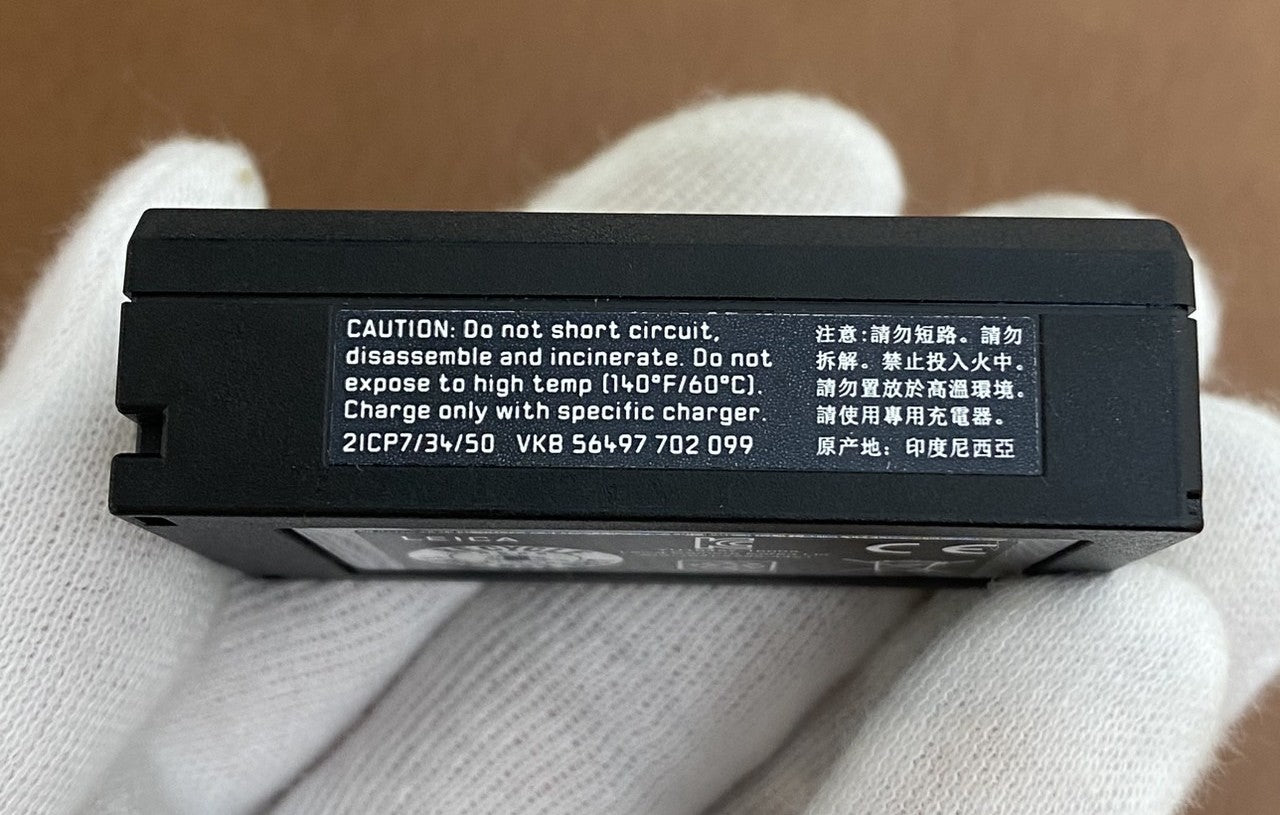 CAUTION: Do not short circuit,
disassemble and incinerate. Do not
expose to high temp (140°F/60°C).
Charge only with specific charger.
2ICP7/34/50 VKB 56497 702 099
注意:請勿短路。請勿
拆解。禁止投入火中。
請勿置放於高溫環境。
請使用專用充電器。
原产地: 印度尼西亞
LEICA
CE